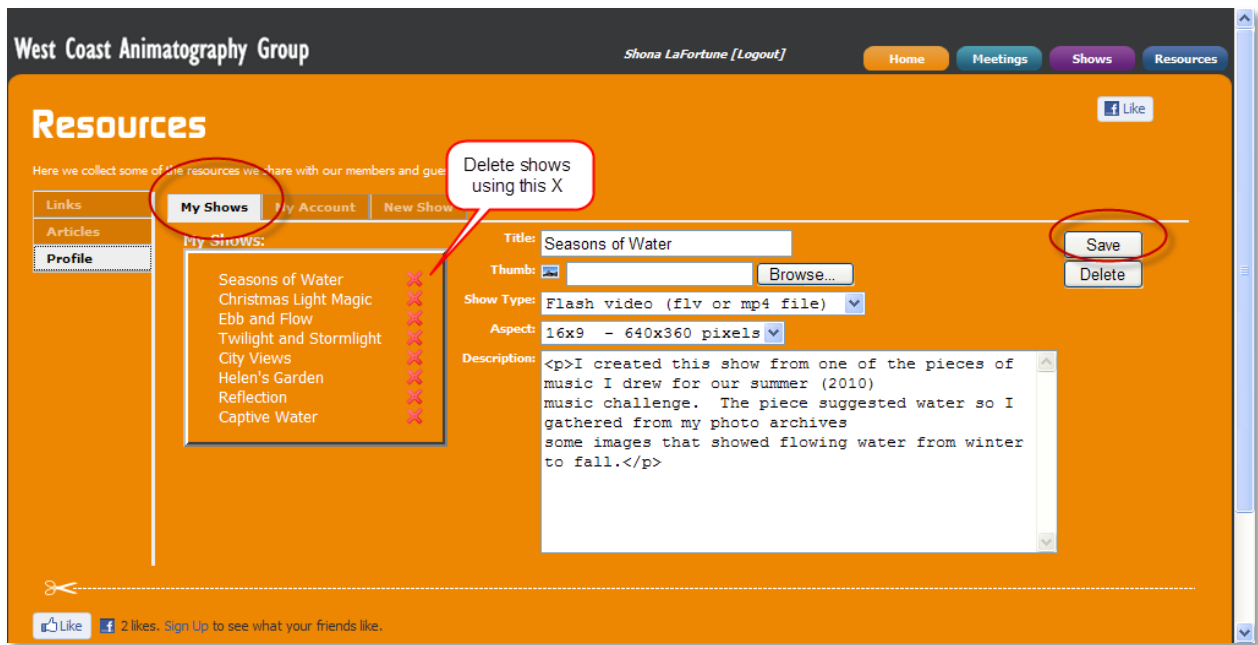 West Coast Animatography Group
Shona LaFortune [Logout]
Home
Meetings
Shows
Resources
Like
Resources
Here we collect some of the resources we share with our members and gue
Delete shows
using this X
Links
Articles
Profile
My Shows
My Account
New Show
My Shows:
Seasons of Water
Christmas Light Magic
Ebb and Flow
Twilight and Stormlight
City Views
Helen's Garden
Reflection
Captive Water
Title:
Seasons of Water
Thumb:
Browse...
Show Type:
Flash video (flv or mp4 file)
Aspect:
16x9 - 640x360 pixels
Description:
<p>I created this show from one of the pieces of
music I drew for our summer (2010)
music challenge. The piece suggested water so I
gathered from my photo archives
some images that showed flowing water from winter
to fall.</p>
Save
Delete
Like
2 likes. Sign Up to see what your friends like.